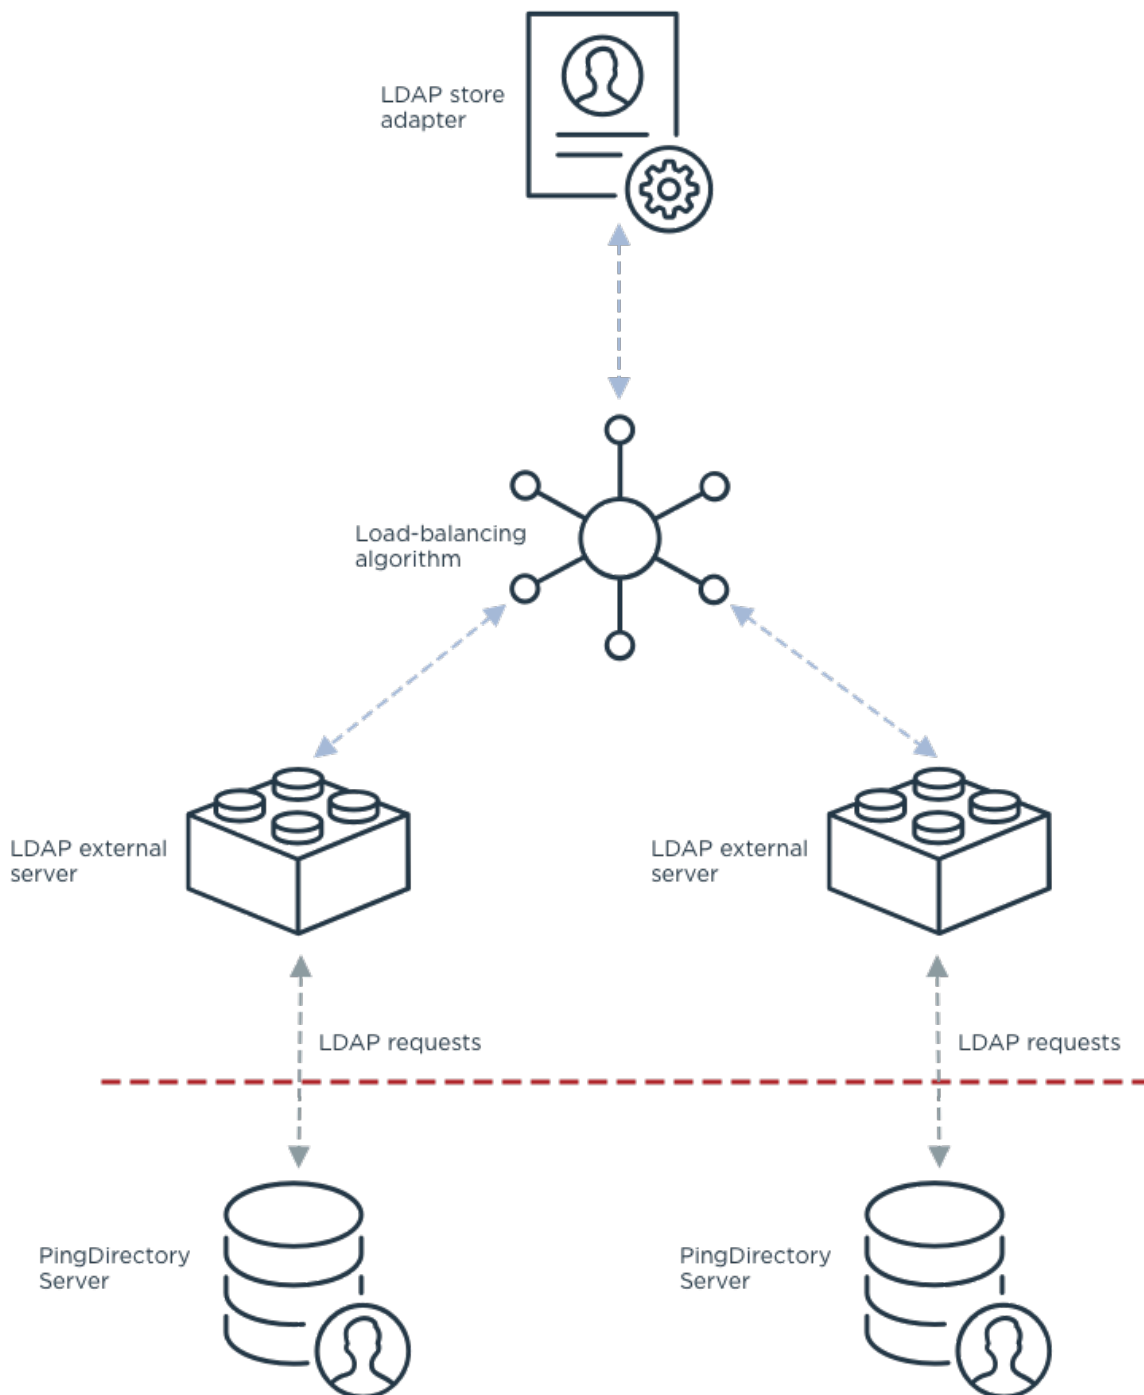 LDAP store
adapter
Load-balancing
algorithm
LDAP external
server
LDAP external
server
LDAP requests
LDAP requests
PingDirectory
Server
PingDirectory
Server